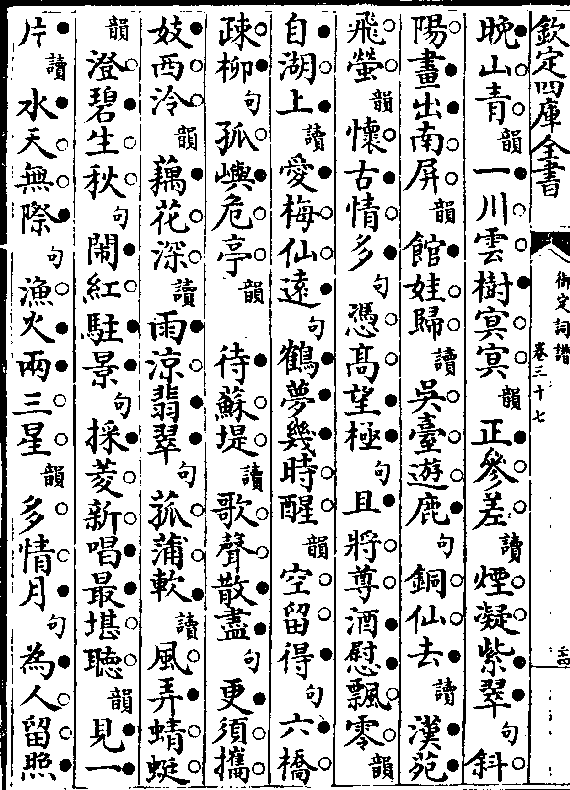 欽定四庫全書
御定詞譜
卷三十七
晚山青韻一川雲樹冥冥韻正參差讀煙凝紫翠句斜
陽畫出南屏韻館娃歸讀吳臺遊鹿句銅仙去讀漢苑
飛螢韻懷古情多句憑高望極句且將尊酒慰飄零韻
自湖上讀愛梅仙遠句鶴夢幾時醒韻空留得句六橋
疎柳句孤嶼危亭韻待蘇堤讀歌聲散盡句更須攜
妓西泠韻藕花深讀雨涼翡翠句菰蒲軟讀風弄蜻蜓
韻澄碧生秋句鬧紅駐景句採菱新唱最堪聽韻見一
片讀水天無際句漁火兩三星韻多情月句為人留照